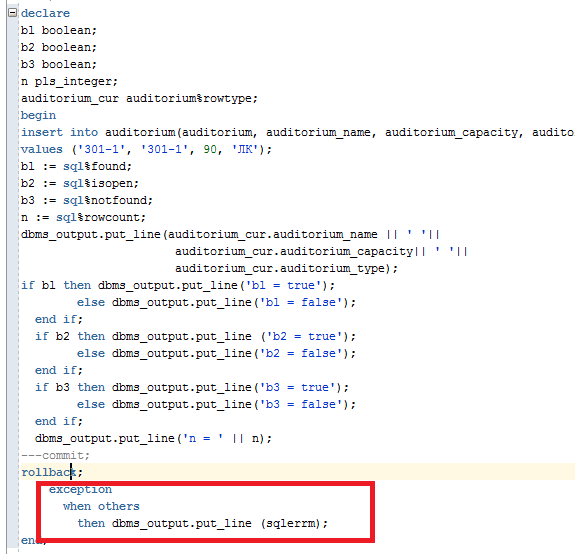 declare
b1 boolean;
b2 boolean;
b3 boolean;
n pls_integer;
auditorium_cur auditorium%rowtype;
begin
insert into auditorium(auditorium, auditorium_name, auditorium_capacity, audito
values ('301-1', '301-1', 90, 'ЛК');
b1 := sql%found;
b2 := sql%isopen;
b3 := sql%notfound;
n := sql%rowcount;
dbms_output.put_line(auditorium_cur.auditorium_name || ' '||
auditorium_cur.auditorium_capacity|| ' '||
auditorium_cur.auditorium_type);
if b1 then dbms_output.put_line('b1 = true');
else dbms_output.put_line('b1 = false');
end if;
if b2 then dbms_output.put_line ('b2 = true');
else dbms_output.put_line('b2 = false');
end if;
if b3 then dbms_output.put_line('b3 = true');
else dbms_output.put_line('b3 = false');
end if;
dbms_output.put_line('n = ' || n);
---commit;
rollback;
exception
when others
then dbms_output.put_line (sqlerrm);
end;